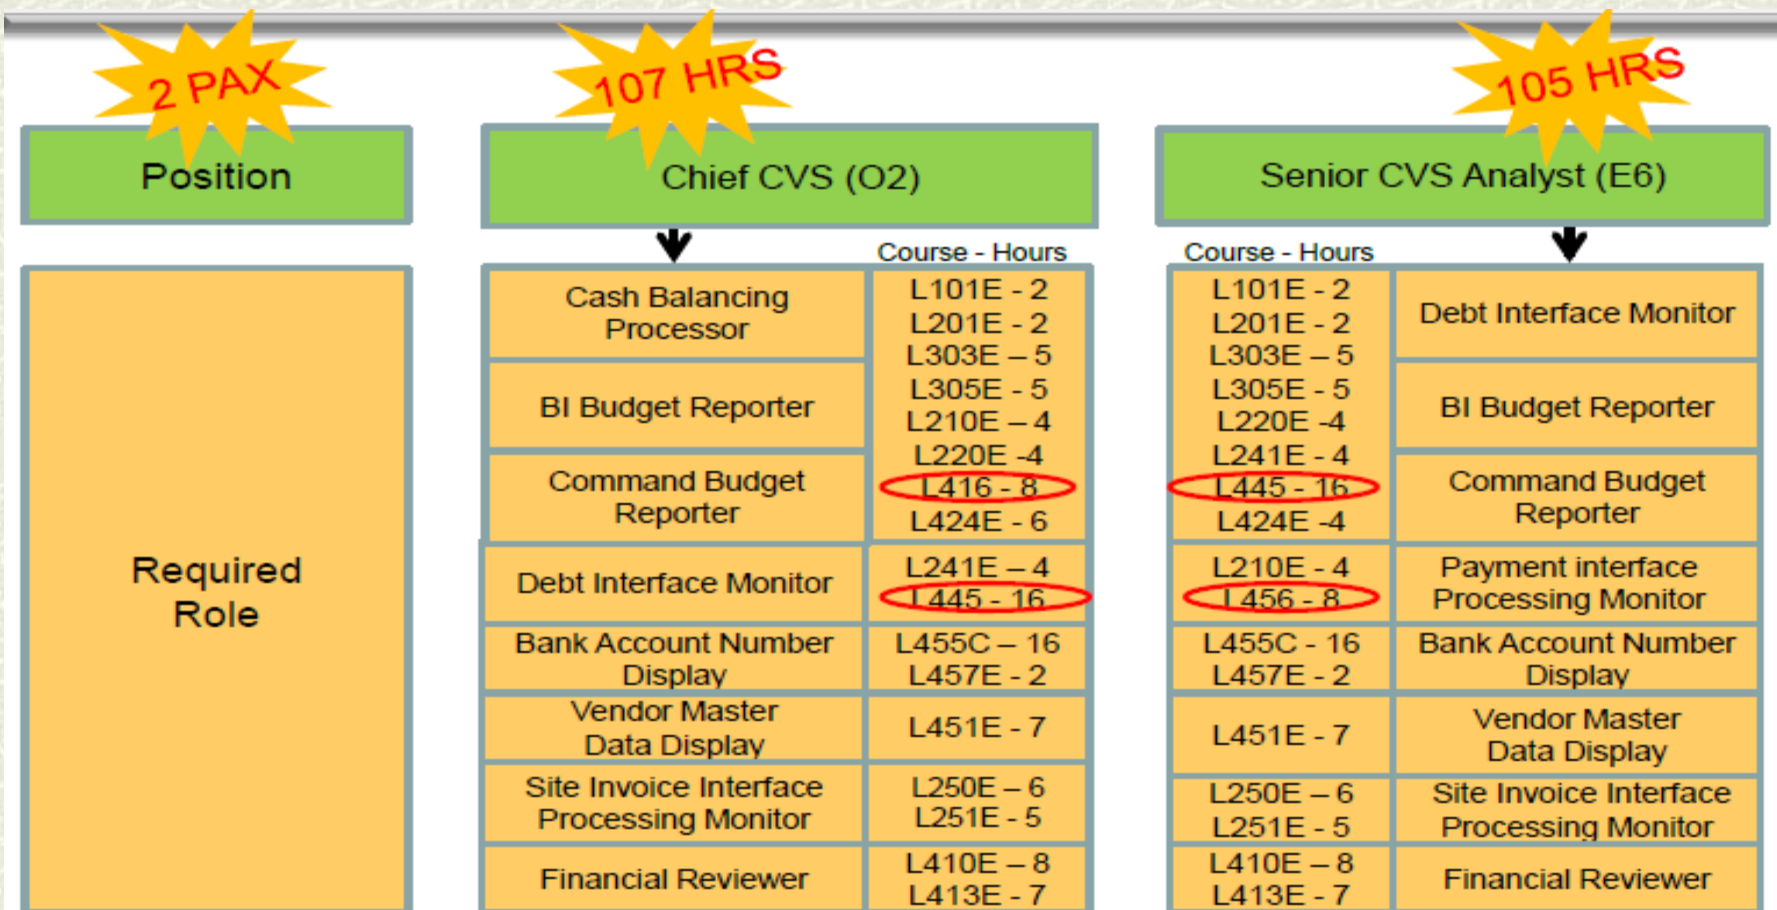 2 PAX
107 HRS
105 HRS
Position
Chief CVS (O2)
Senior CVS Analyst (E6)
Course - Hours
Course - Hours
Required
Role
Cash Balancing
Processor
BI Budget Reporter
Command Budget
Reporter
Debt Interface Monitor
Bank Account Number
Display
Vendor Master
Data Display
Site Invoice Interface
Processing Monitor
Financial Reviewer
L101E - 2
L201E - 2
L303E – 5
L305E - 5
L210E – 4
L220E -4
L416 - 8
L424E - 6
L241E – 4
L445 - 16
L455C – 16
L457E - 2
L451E - 7
L250E – 6
L251E - 5
L410E – 8
L413E - 7
L101E - 2
L201E - 2
L303E – 5
L305E - 5
L220E -4
L241E - 4
L445 - 16
L424E -4
L210E - 4
L456 - 8
L455C - 16
L457E - 2
L451E - 7
L250E – 6
L251E - 5
L410E – 8
L413E - 7
Debt Interface Monitor
BI Budget Reporter
Command Budget
Reporter
Payment interface
Processing Monitor
Bank Account Number
Display
Vendor Master
Data Display
Site Invoice Interface
Processing Monitor
Financial Reviewer